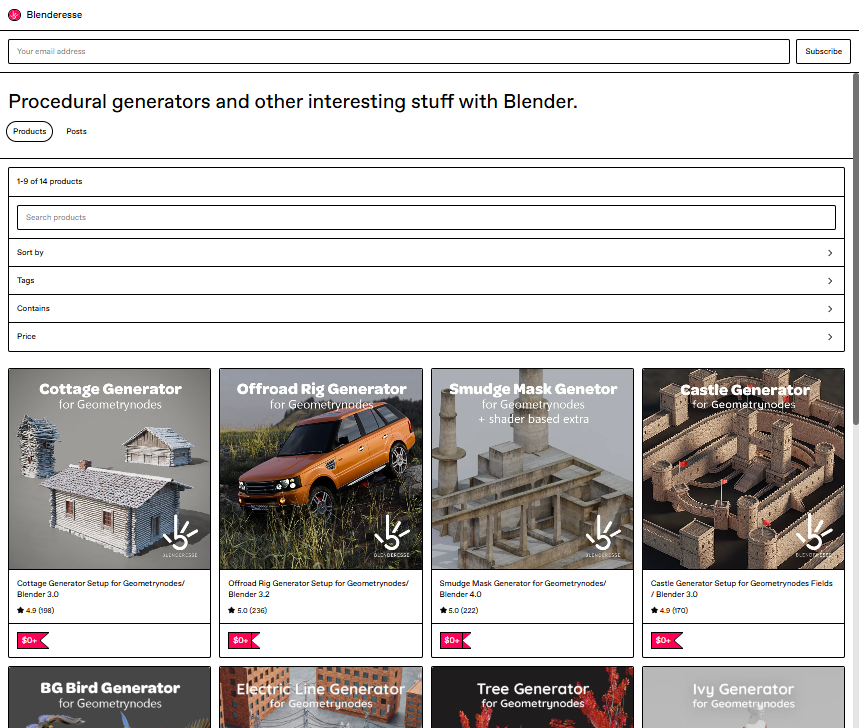 Blenderesse
Your email address
Subscribe
Procedural generators and other interesting stuff with Blender.
Products
Posts
1-9 of 14 products
Search products
Sort by
Tags
Contains
Price
Cottage Generator
for Geometrynodes
BLENDERESSE
Cottage Generator Setup for Geometrynodes/
Blender 3.0
4.9 (198)
$0+
Offroad Rig Generator
for Geometrynodes
BLENDERESSE
Offroad Rig Generator Setup for Geometrynodes/
Blender 3.2
5.0 (236)
$0+
Smudge Mask Genetor
for Geometrynodes
+ shader based extra
BLENDERESSE
Smudge Mask Generator for Geometrynodes/
Blender 4.0
5.0 (222)
$0+
Castle Generator
for Geometrynodes
BLENDERESSE
Castle Generator Setup for Geometrynodes Fields
/ Blender 3.0
4.9 (170)
$0+
BG Bird Generator
for Geometrynodes
Electric Line Generator
for Geometrynodes
Tree Generator
for Geometrynodes
Ivy Generator
for Geometrynodes